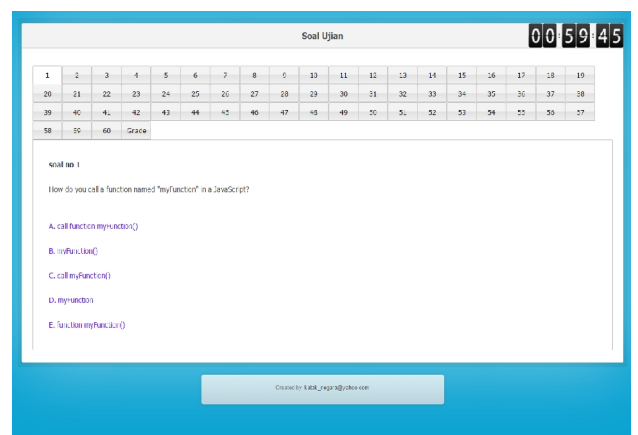 Soal Ujian
00:59:45
1 2 3 4 5 6 7 8 9 10 11 12 13 14 15 16 17 18 19
20 21 22 23 24 25 26 27 28 29 30 31 32 33 34 35 36 37 38
39 40 41 42 43 44 45 46 47 48 49 50 51 52 53 54 55 56 57
58 59 60 Grade
soal no 1
How do you call a function named "myFunction" in a JavaScript?
A. call function myFunction()
B. myFunction()
C. call myFunction()
D. myFunction
E. function myFunction()
Created by